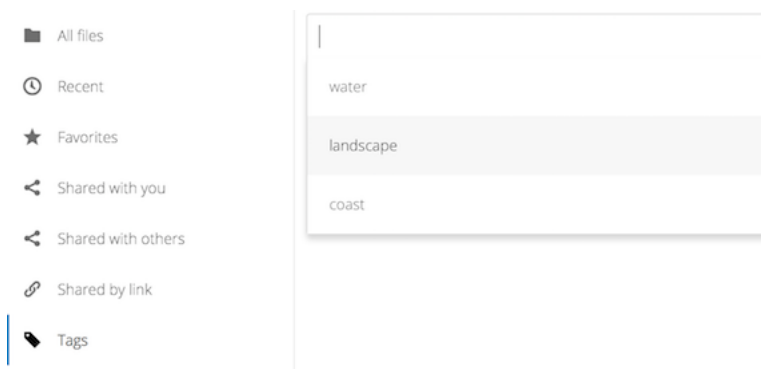 All files
Recent
Favorites
Shared with you
Shared with others
Shared by link
Tags
water
landscape
coast